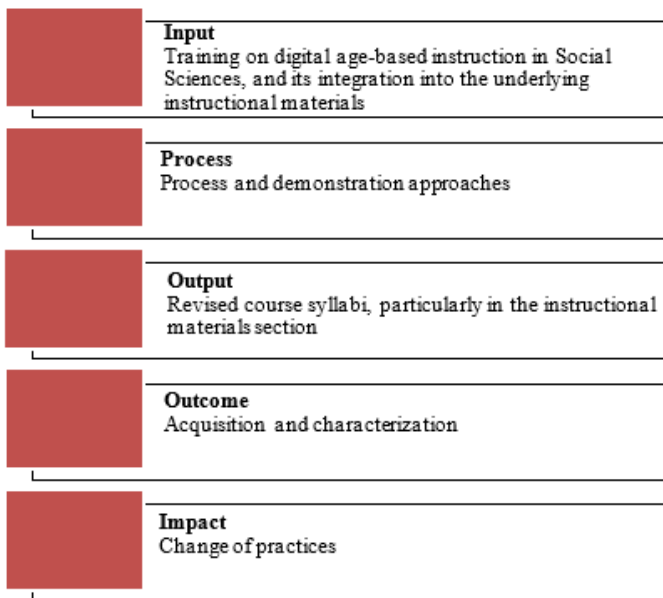 Input
Training on digital age-based instruction in Social
Sciences, and its integration into the underlying
instructional materials
Process
Process and demonstration approaches
Output
Revised course syllabi, particularly in the instructional
materials section
Outcome
Acquisition and characterization
Impact
Change of practices